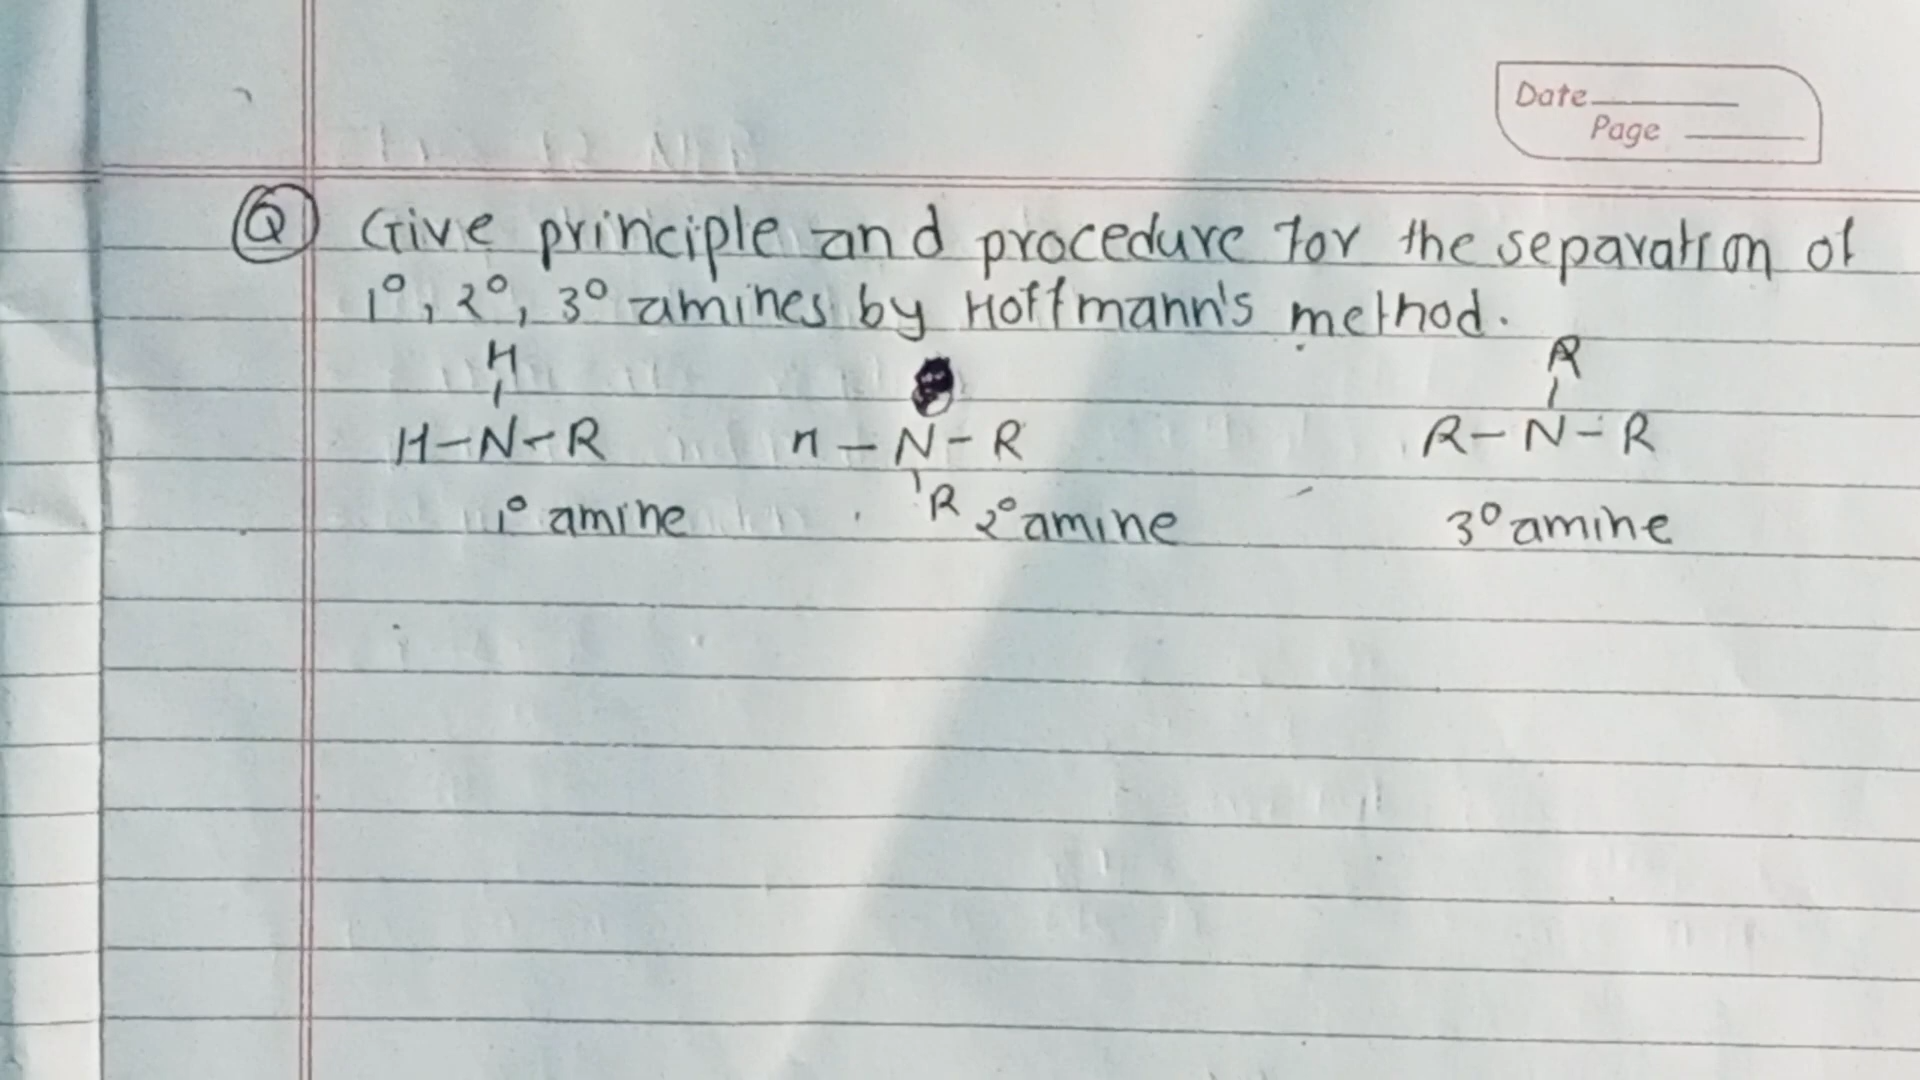 Date
Page
Q Give principle and procedure for the separation of
1°, 2°, 3° amines by Hoffmann's method.
H R
H-N-R H-N-R R-N-R
1° amine R 2° amine 3° amine